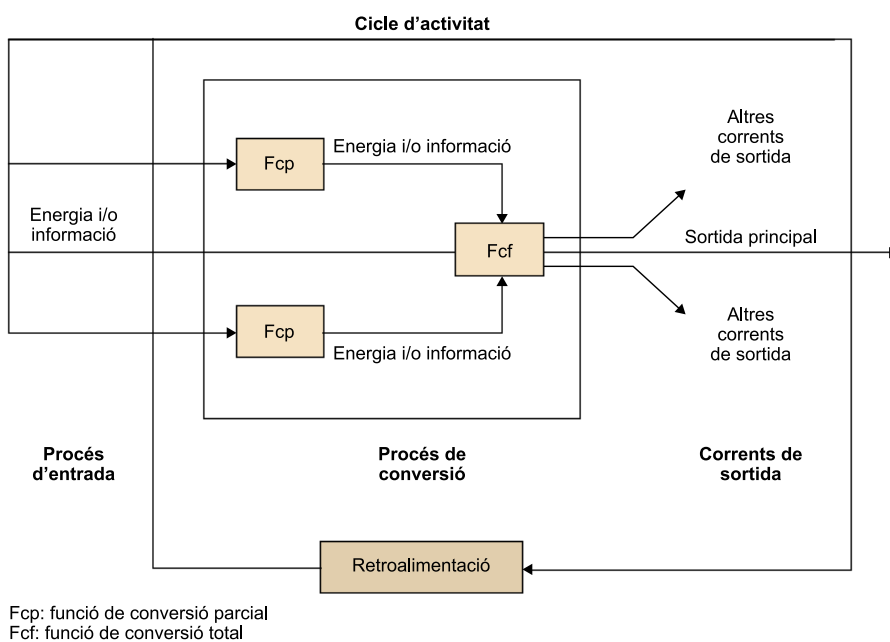 Cicle d’activitat
Altres
corrents
de sortida
Energia i/o informació
Fcp
Energia i/o
informació
Fcf
Sortida principal
Fcp
Energia i/o informació
Altres
corrents
de sortida
Procés
d’entrada
Procés de
conversió
Corrents de
sortida
Retroalimentació
Fcp: funció de conversió parcial
Fcf: funció de conversió total